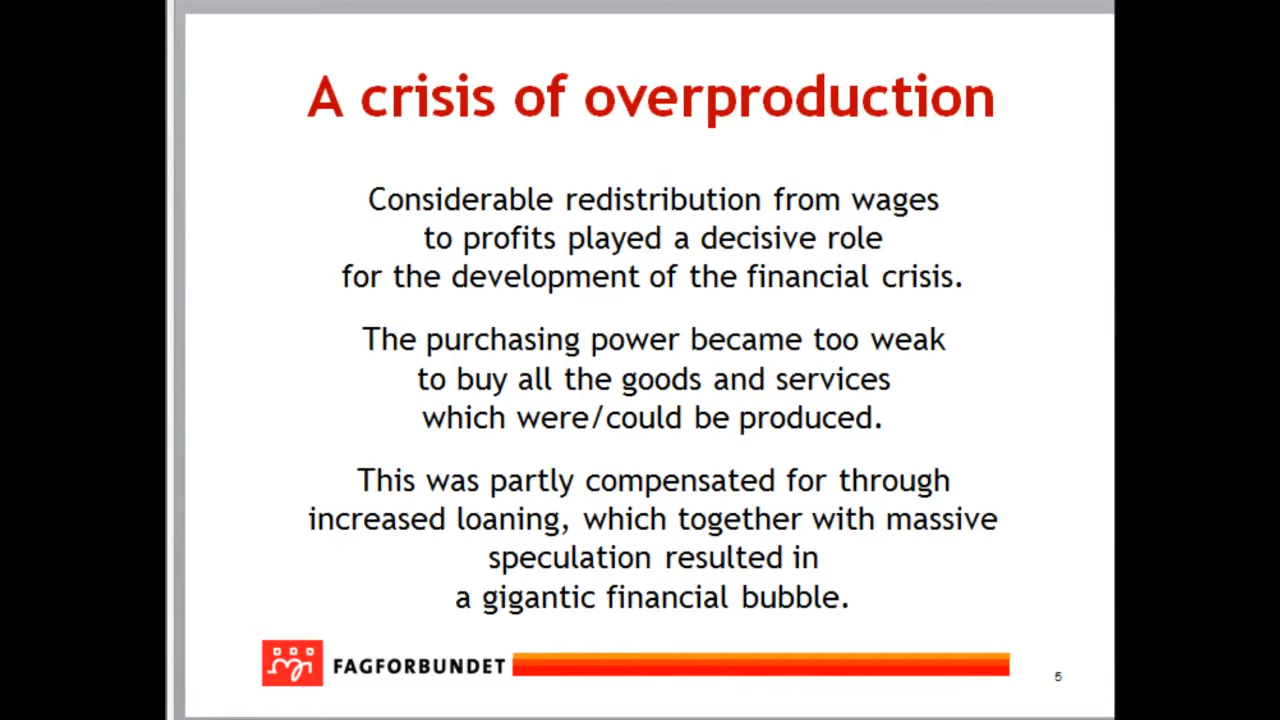 A crisis of overproduction
Considerable redistribution from wages
to profits played a decisive role
for the development of the financial crisis.
The purchasing power became too weak
to buy all the goods and services
which were/could be produced.
This was partly compensated for through
increased loaning, which together with massive
speculation resulted in
a gigantic financial bubble.
FAGFORBUNDET
5